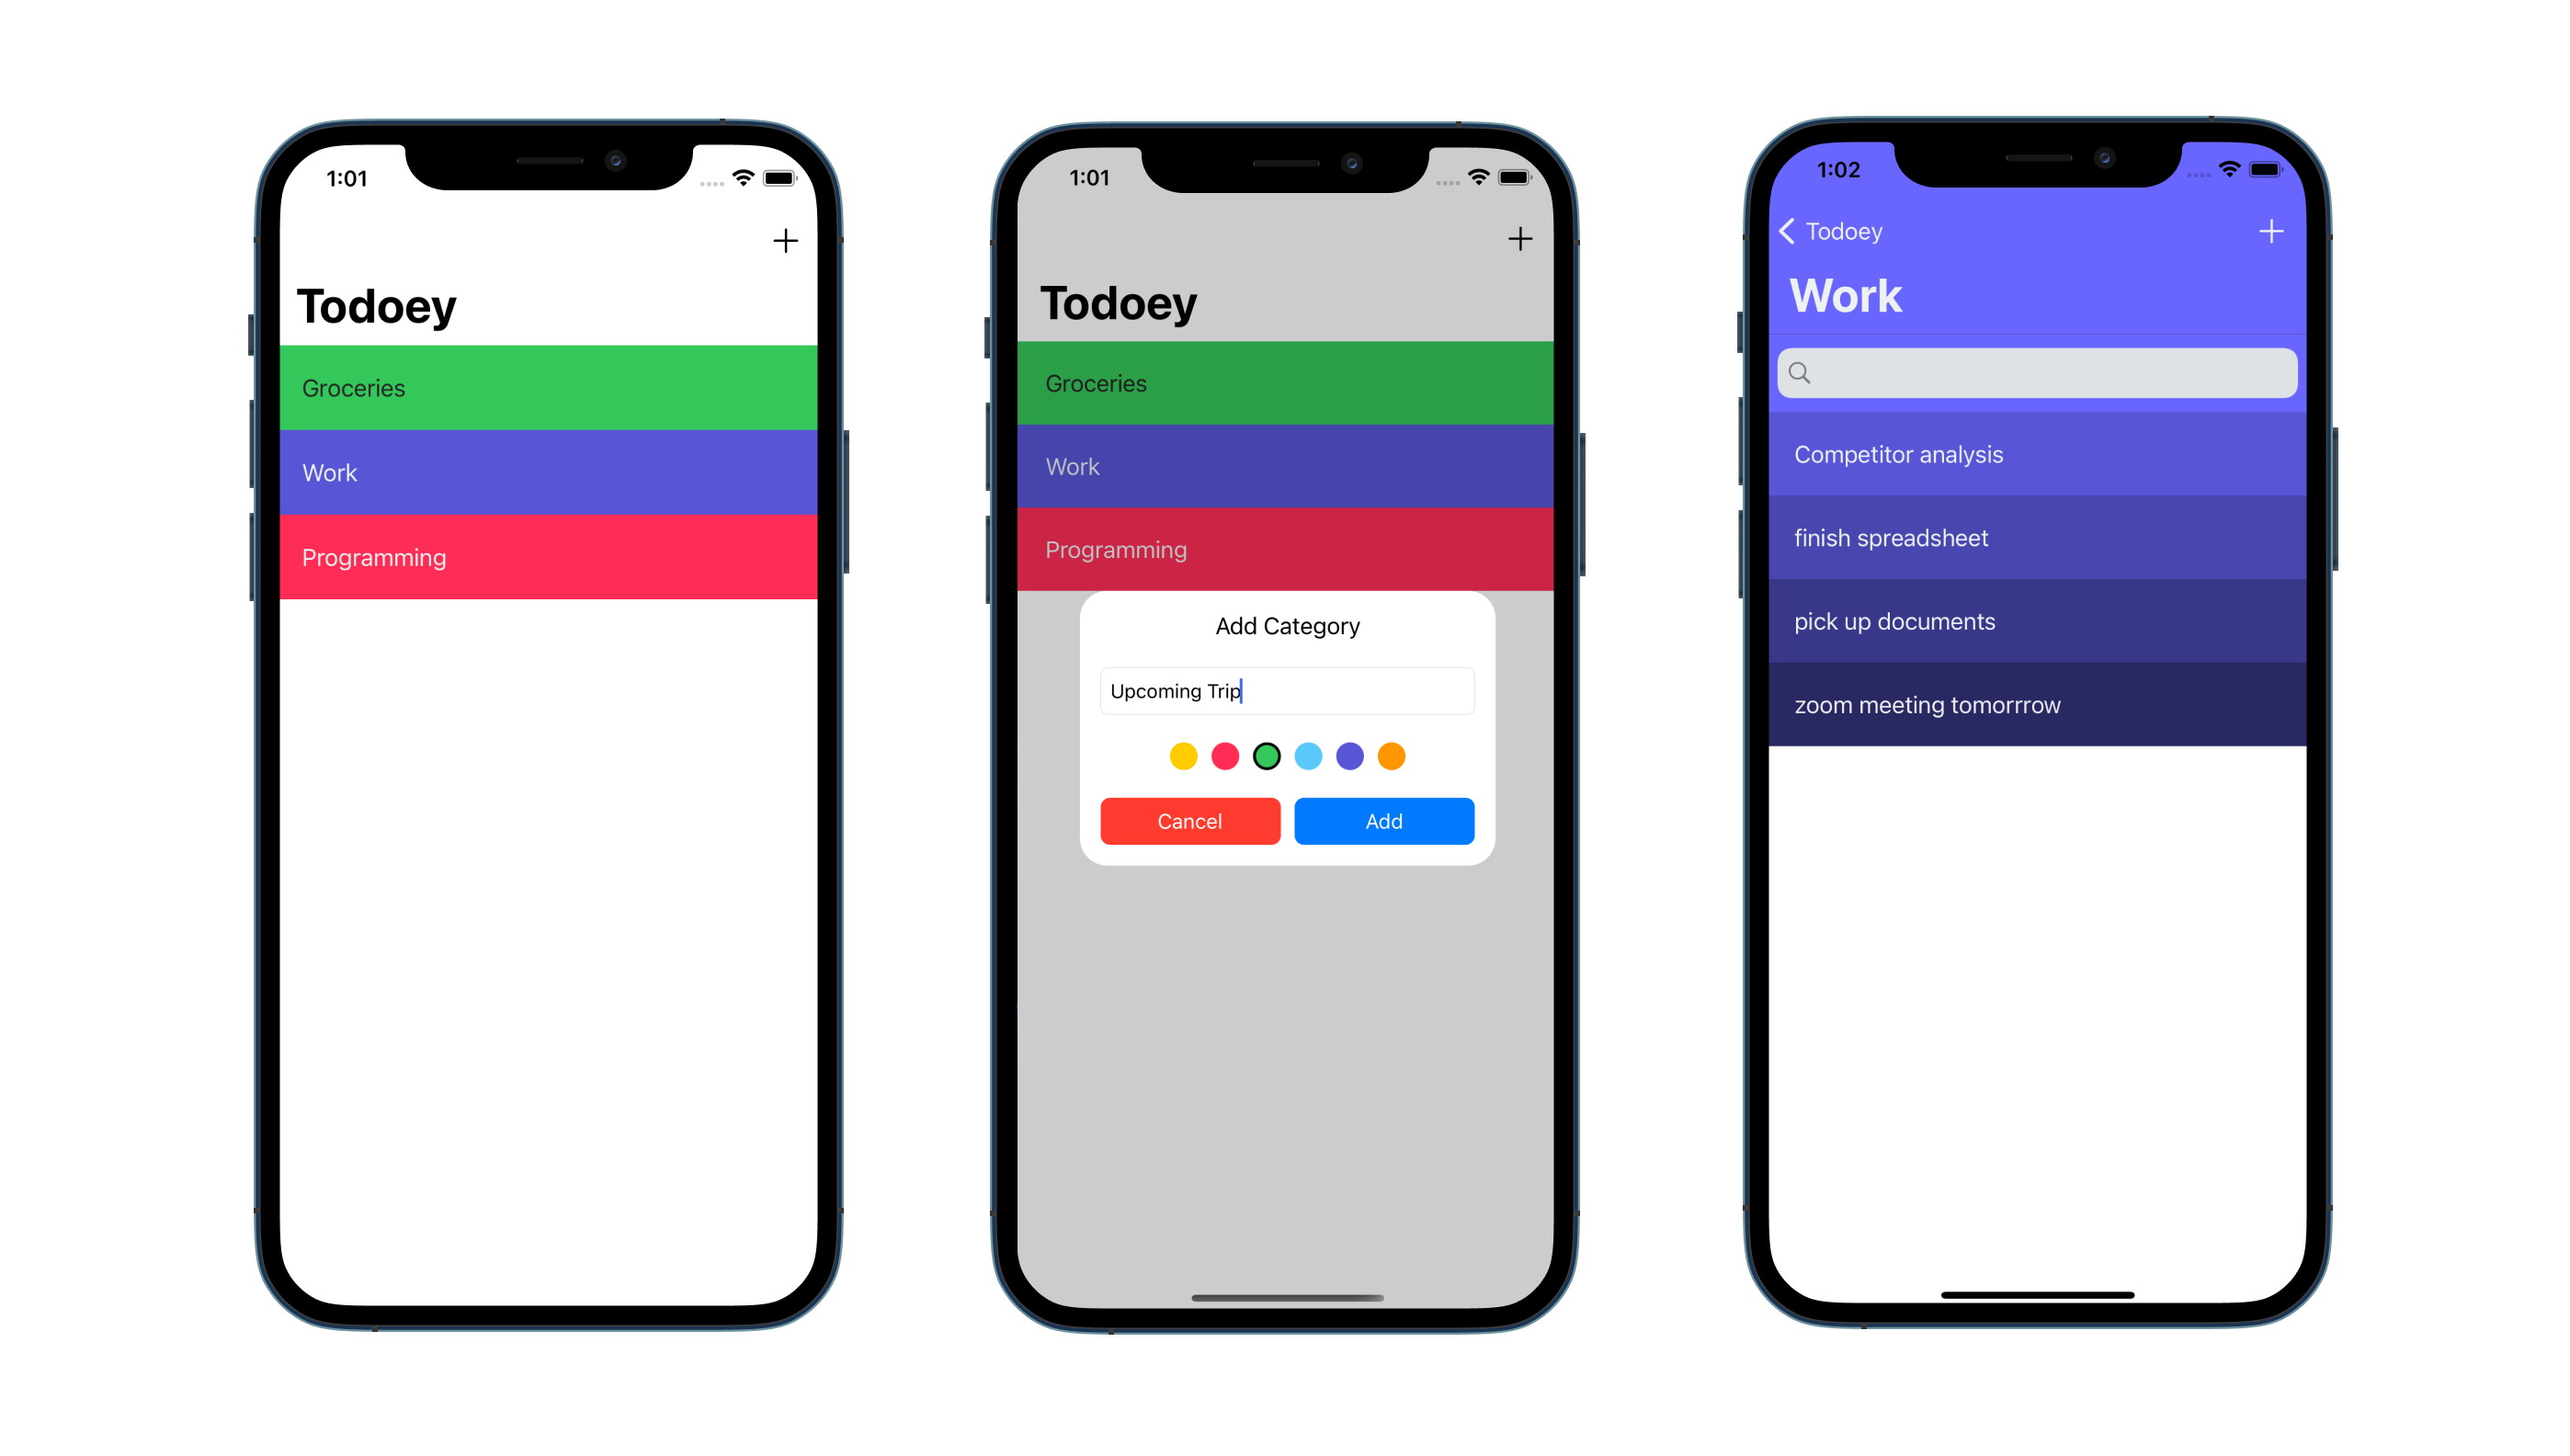 1:01
Todoey
Groceries
Work
Programming
1:01
Todoey
Groceries
Work
Programming
Add Category
Upcoming Trip
Cancel
Add
1:02
Todoey
Work
Competitor analysis
finish spreadsheet
pick up documents
zoom meeting tomorrrow